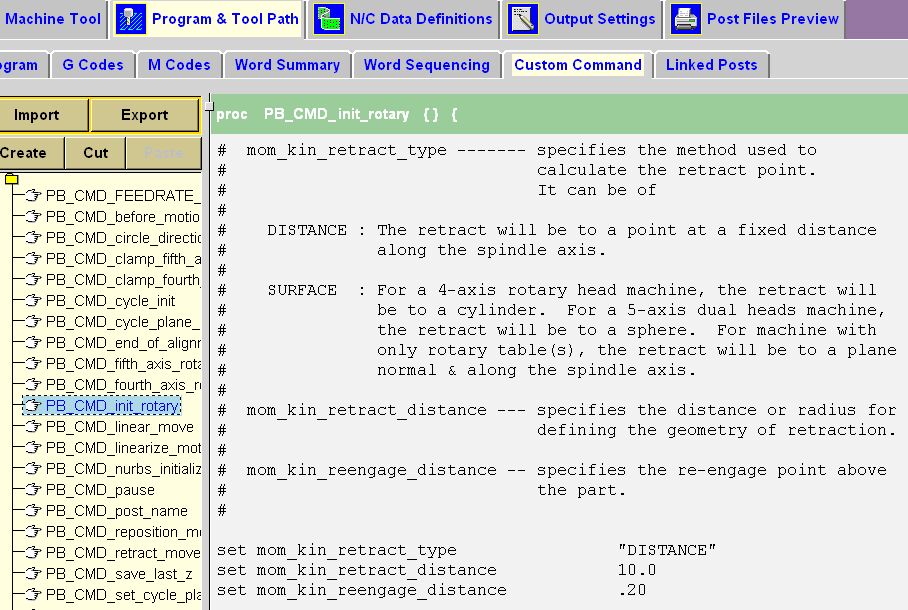 Machine Tool Program & Tool Path N/C Data Definitions Output Settings Post Files Preview
ogram G Codes M Codes Word Summary Word Sequencing Custom Command Linked Posts
Import Export
Create Cut Paste
PB_CMD_FEEDRATE_
PB_CMD_before_motio
PB_CMD_circle_directio
PB_CMD_clamp_fifth_a
PB_CMD_clamp_fourth_
PB_CMD_cycle_init
PB_CMD_cycle_plane_
PB_CMD_end_of_alignr
PB_CMD_fifth_axis_rota
PB_CMD_fourth_axis_ro
PB_CMD_init_rotary
PB_CMD_linear_move
PB_CMD_linearize_mot
PB_CMD_nurbs_initializ
PB_CMD_pause
PB_CMD_post_name
PB_CMD_reposition_mo
PB_CMD_retract_move
PB_CMD_save_last_z
PB_CMD_set_cycle_pla
proc PB_CMD_init_rotary {} {
# mom_kin_retract_type ------- specifies the method used to
# calculate the retract point.
# It can be of
#
# DISTANCE : The retract will be to a point at a fixed distance
# along the spindle axis.
#
# SURFACE : For a 4-axis rotary head machine, the retract will
# be to a cylinder. For a 5-axis dual heads machine,
# the retract will be to a sphere. For machine with
# only rotary table(s), the retract will be to a plane
# normal & along the spindle axis.
#
# mom_kin_retract_distance --- specifies the distance or radius for
# defining the geometry of retraction.
#
# mom_kin_reengage_distance -- specifies the re-engage point above
# the part.
#
set mom_kin_retract_type "DISTANCE"
set mom_kin_retract_distance 10.0
set mom_kin_reengage_distance .20